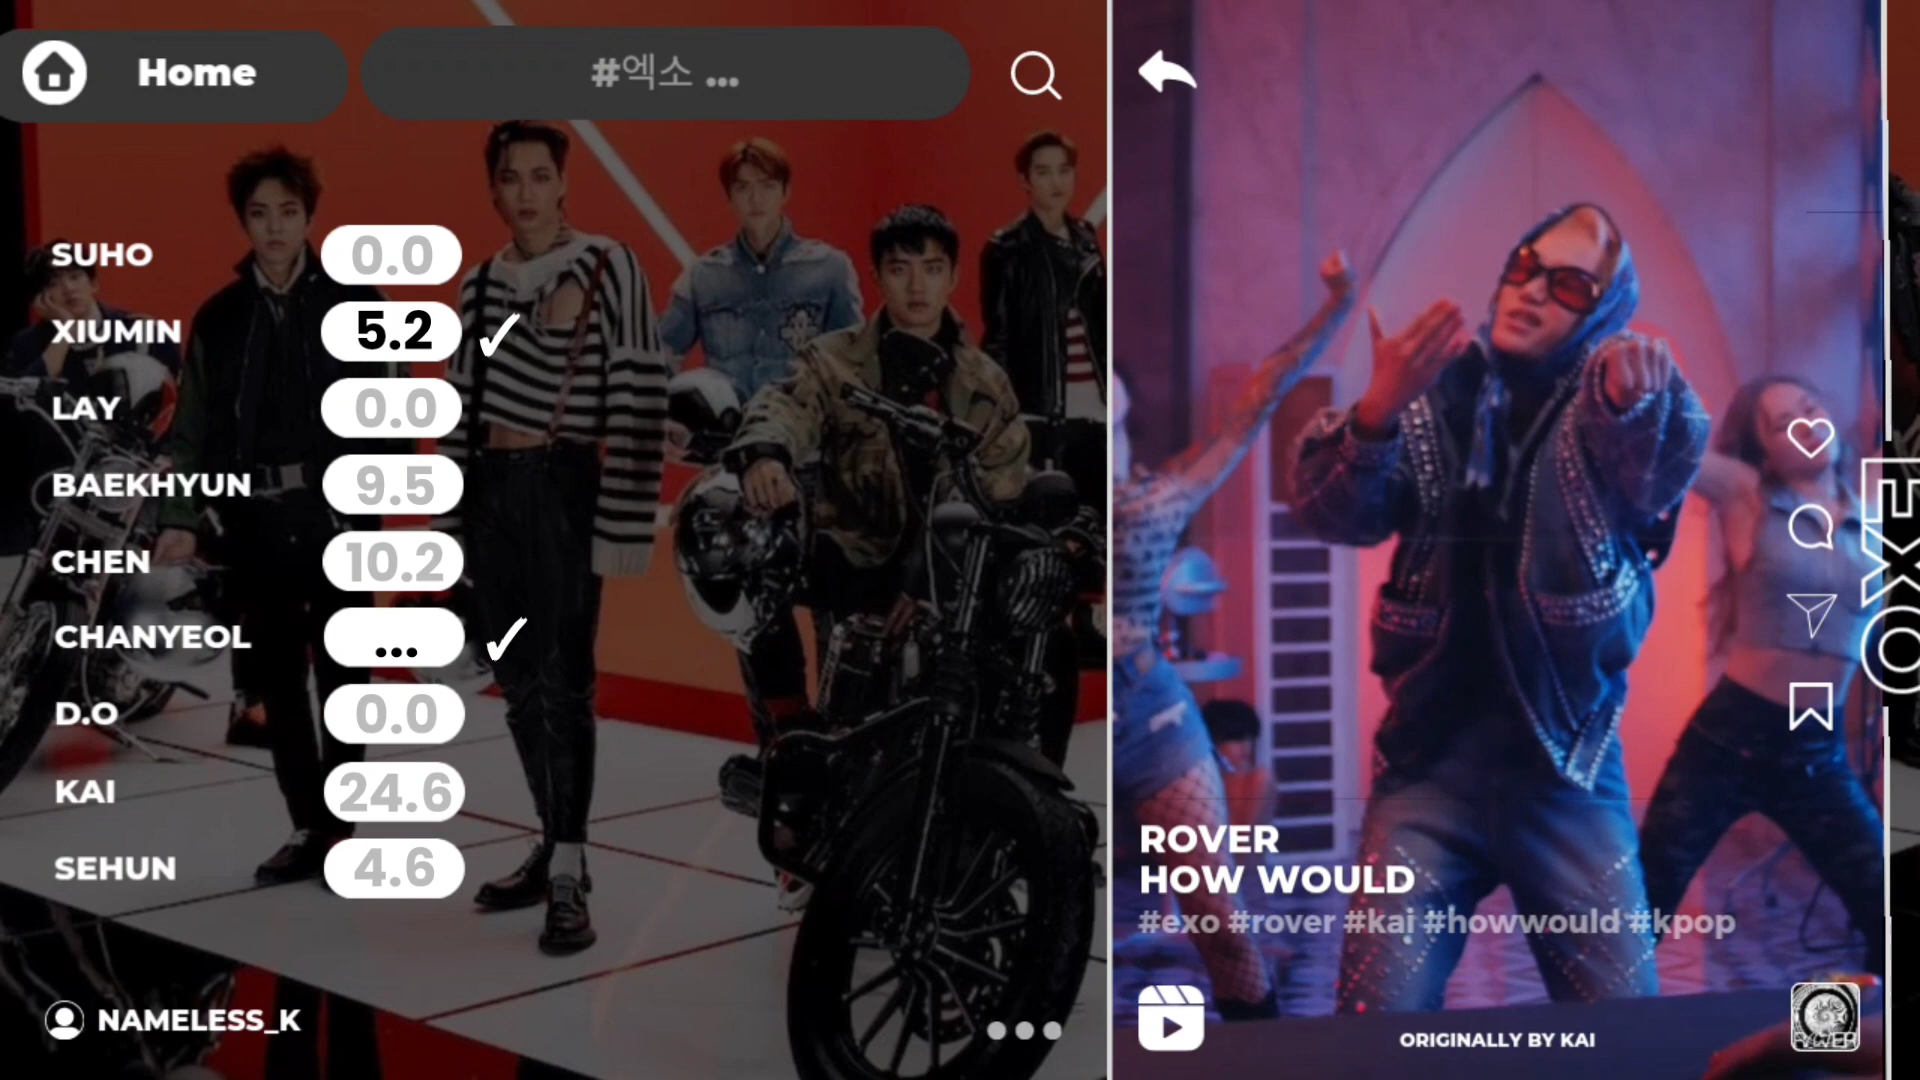 Home
#엑소 ...
SUHO 0.0
XIUMIN 5.2
LAY 0.0
BAEKHYUN 9.5
CHEN 10.2
CHANYEOL ...
D.O 0.0
KAI 24.6
SEHUN 4.6
NAMELESS_K
ROVER
HOW WOULD
#exo #rover #kai #howwould #kpop
ORIGINALLY BY KAI
ROVER
EXO